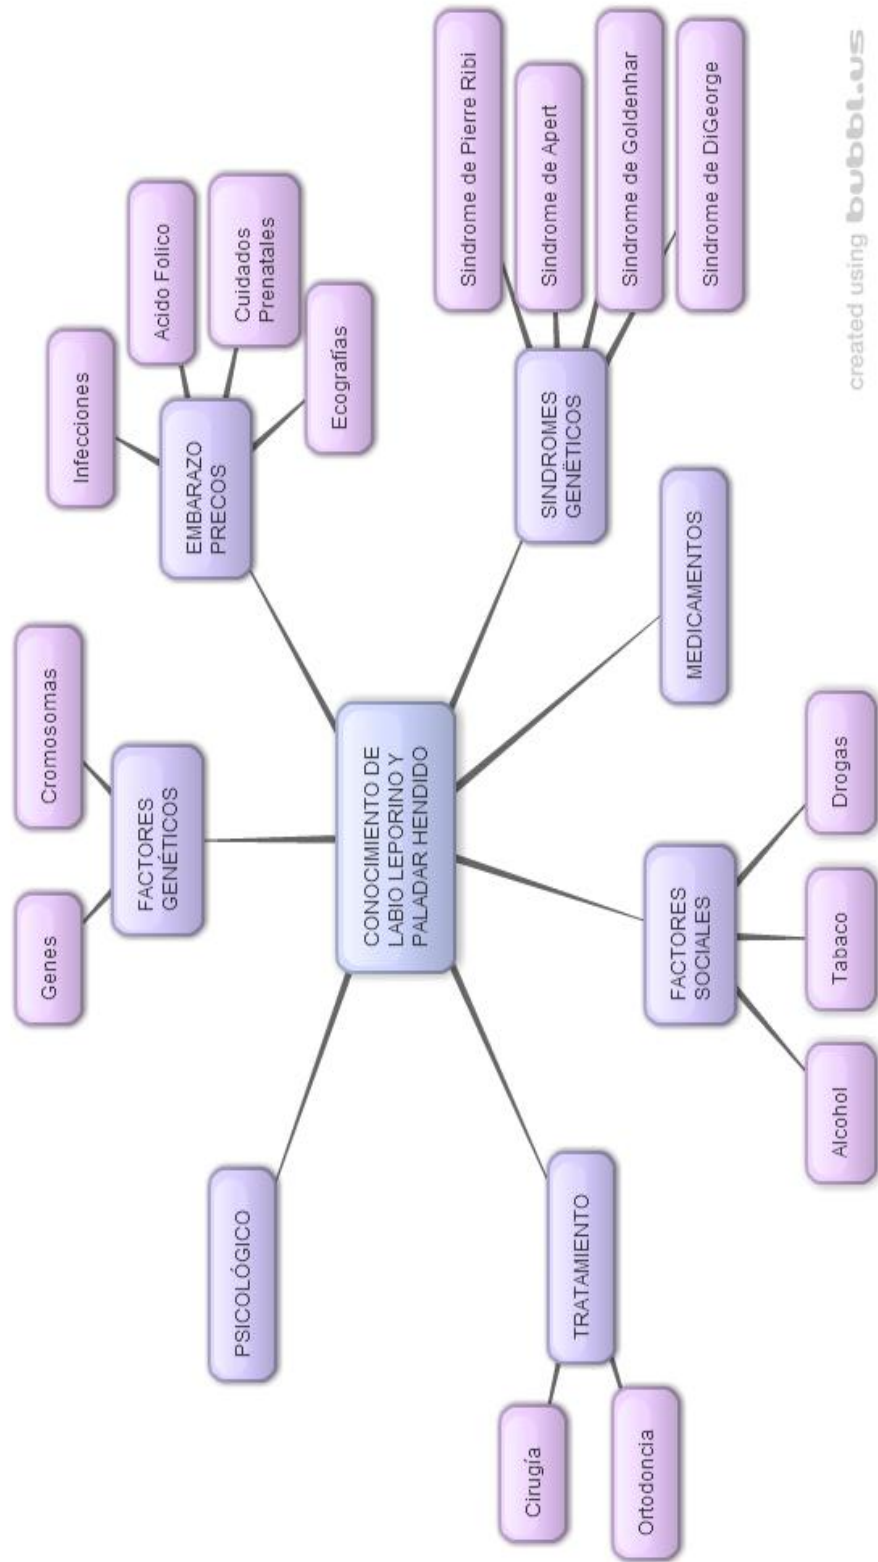 Genes
Cromosomas
FACTORES
GENÉTICOS
Infecciones
Acido Folico
Cuidados
Prenatales
Ecografías
EMBARAZO
PRECOS
PSICOLÓGICO
CONOCIMIENTO DE
LABIO LEPORINO Y
PALADAR HENDIDO
Sindrome de Pierre Ribi
Sindrome de Apert
Sindrome de Goldenhar
Sindrome de DiGeorge
SINDROMES
GENËTICOS
Cirugía
Ortodoncia
TRATAMIENTO
FACTORES
SOCIALES
MEDICAMENTOS
Alcohol
Tabaco
Drogas
created using bubbl.us